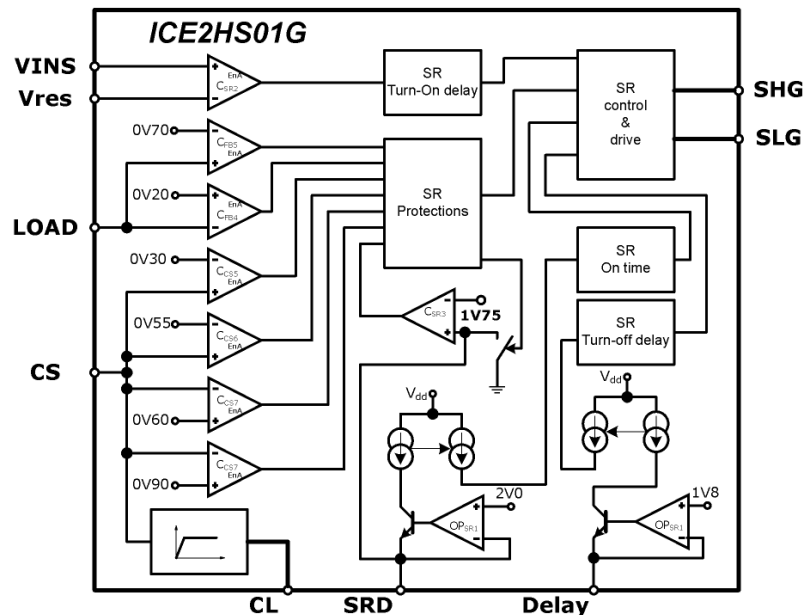 ICE2HS01G
VINS
Vres
EnA
CSR2
SR
Turn-On delay
SR
control
&
drive
SHG
SLG
0V70
CFB5
EnA
0V20
EnA
CFB4
LOAD
SR
Protections
0V30
CCS5
EnA
SR
On time
CSR3
1V75
0V55
CCS6
EnA
SR
Turn-off delay
CS
CCS7
EnA
0V60
Vdd
Vdd
CCS7
EnA
0V90
2V0
OPSR1
1V8
OPSR1
CL
SRD
Delay